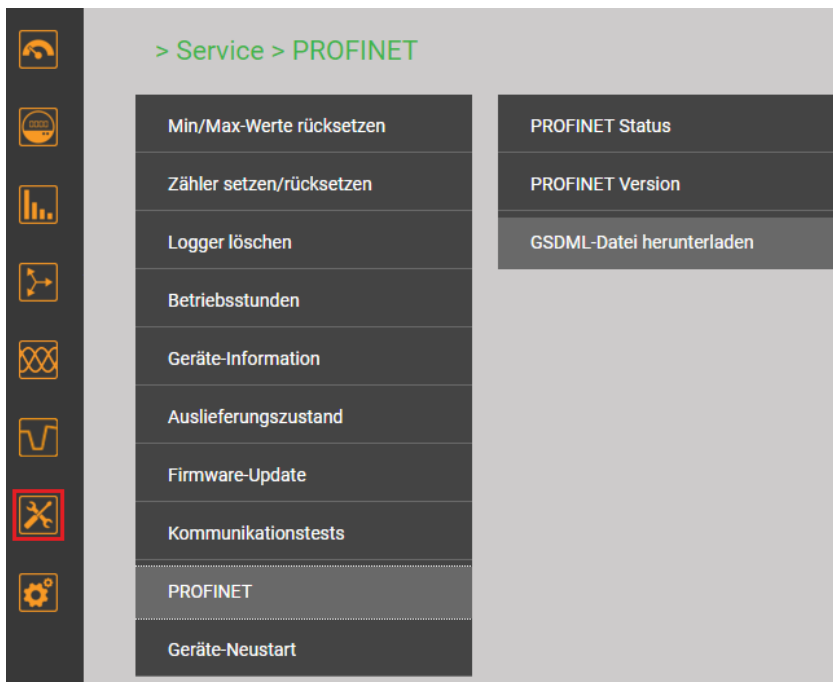 > Service > PROFINET
Min/Max-Werte rücksetzen
Zähler setzen/rücksetzen
Logger löschen
Betriebsstunden
Geräte-Information
Auslieferungszustand
Firmware-Update
Kommunikationstests
PROFINET
Geräte-Neustart
PROFINET Status
PROFINET Version
GSDML-Datei herunterladen